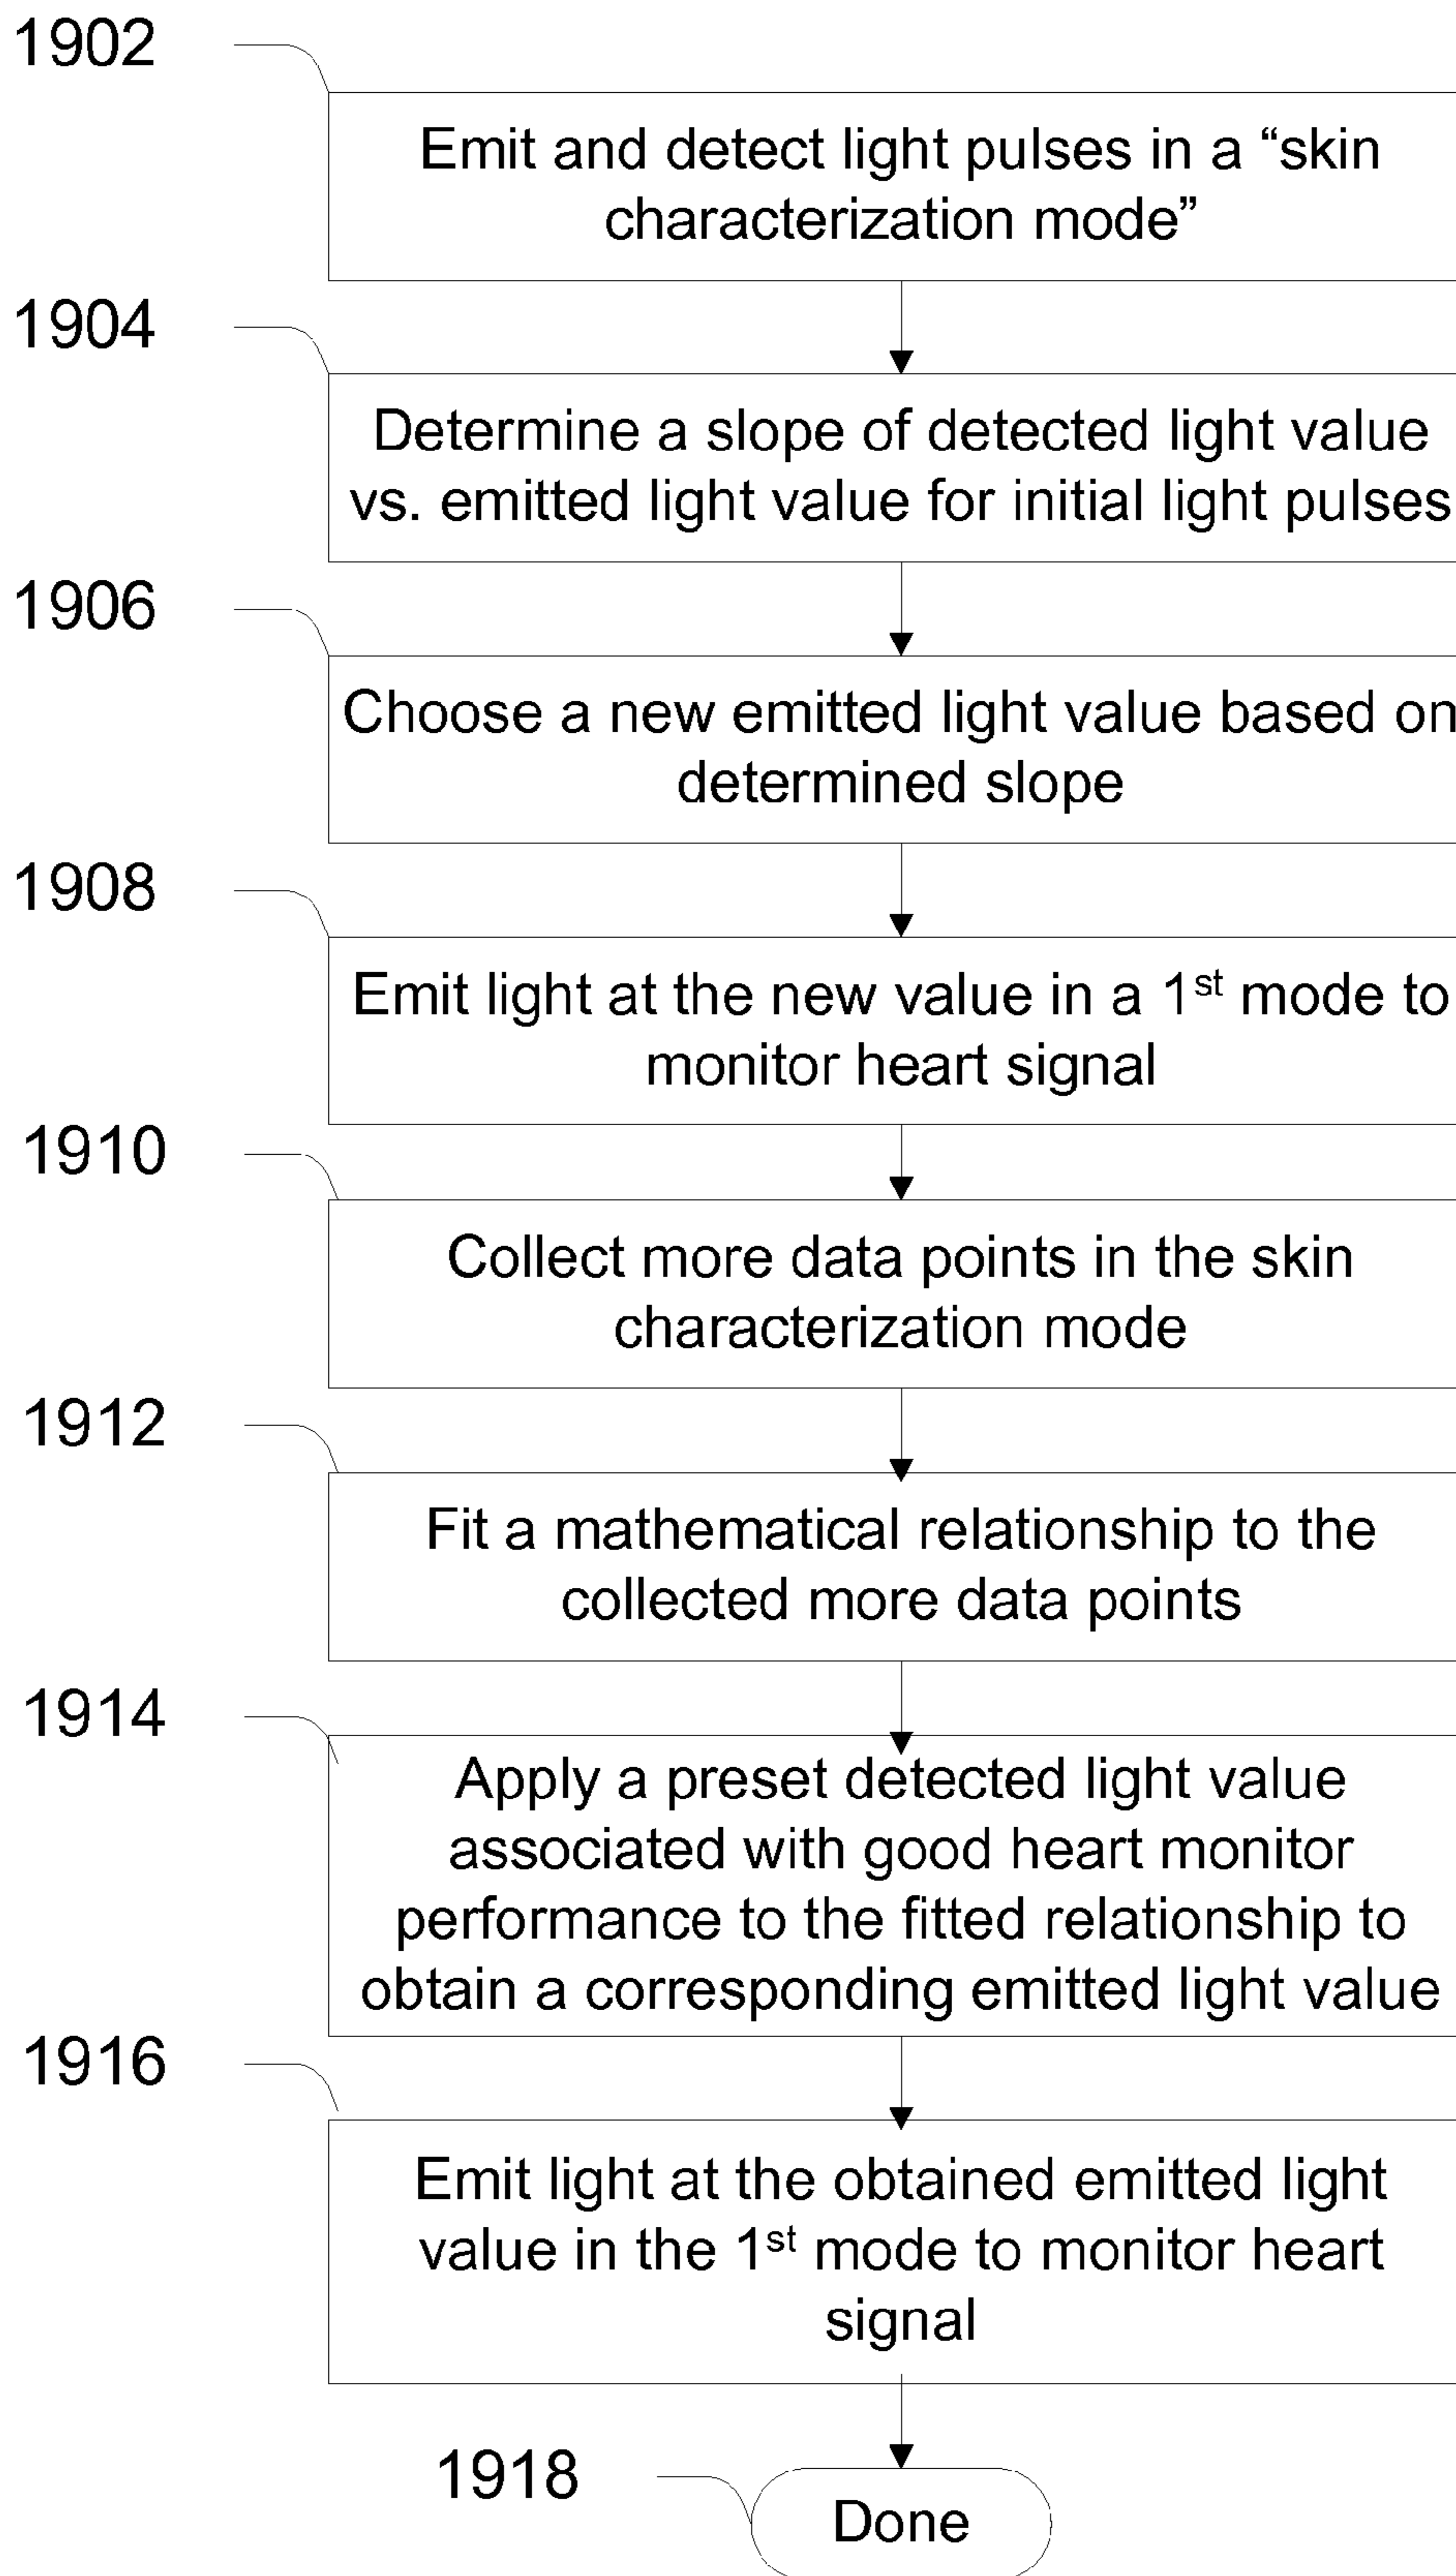 1902
Emit and detect light pulses in a “skin
characterization mode”
1904
Determine a slope of detected light value
vs. emitted light value for initial light pulses
1906
Choose a new emitted light value based on
determined slope
1908
Emit light at the new value in a 1st mode to
monitor heart signal
1910
Collect more data points in the skin
characterization mode
1912
Fit a mathematical relationship to the
collected more data points
1914
Apply a preset detected light value
associated with good heart monitor
performance to the fitted relationship to
obtain a corresponding emitted light value
1916
Emit light at the obtained emitted light
value in the 1st mode to monitor heart
signal
1918
Done